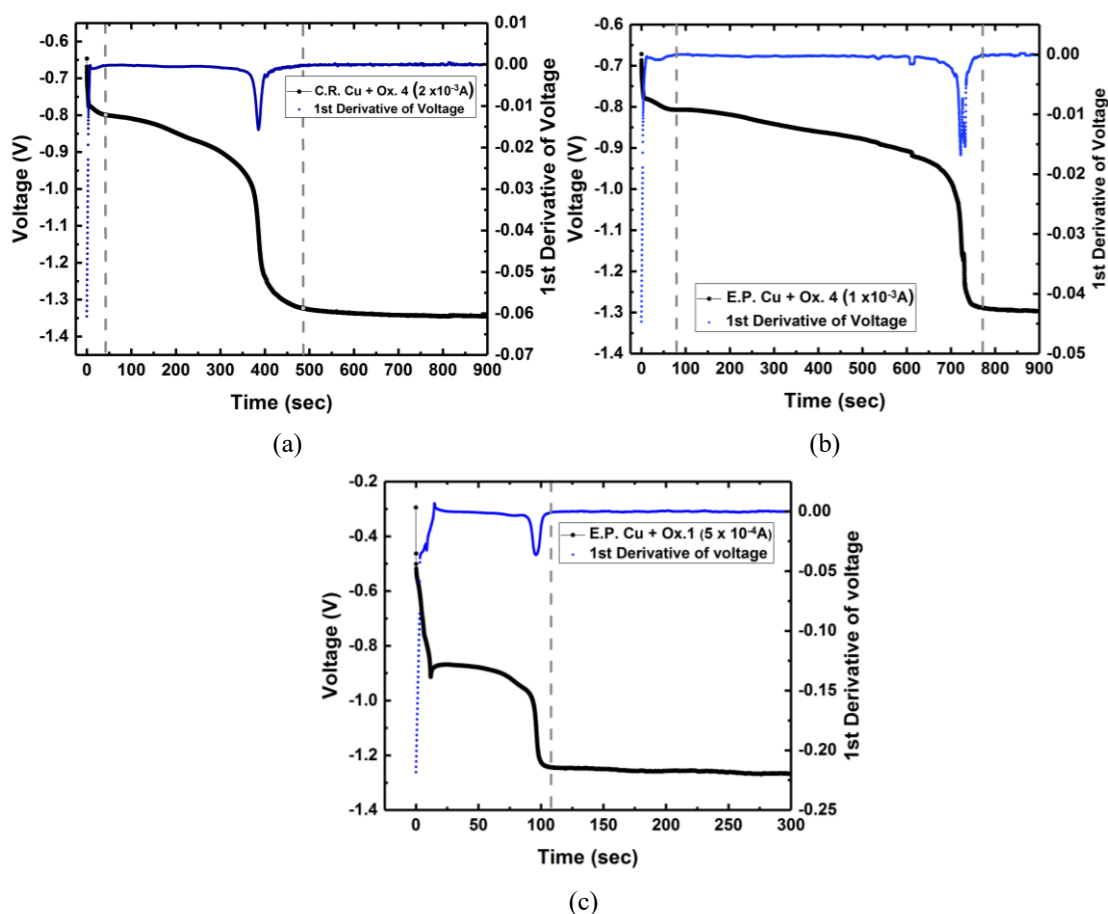 -0.6
-0.7
-0.8
-0.9
-1.0
-1.1
-1.2
-1.3
-1.4
Voltage (V)
0 100 200 300 400 500 600 700 800 900
Time (sec)
0.01
0.00
-0.01
-0.02
-0.03
-0.04
-0.05
-0.06
-0.07
1st Derivative of Voltage
C.R. Cu + Ox. 4 (2 x10-3A)
1st Derivative of Voltage
(a)
-0.6
-0.7
-0.8
-0.9
-1.0
-1.1
-1.2
-1.3
-1.4
Voltage (V)
0 100 200 300 400 500 600 700 800 900
Time (sec)
0.00
-0.01
-0.02
-0.03
-0.04
-0.05
1st Derivative of Voltage
E.P. Cu + Ox. 4 (1 x10-3A)
1st Derivative of Voltage
(b)
-0.2
-0.4
-0.6
-0.8
-1.0
-1.2
-1.4
Voltage (V)
0 50 100 150 200 250 300
Time (sec)
0.00
-0.05
-0.10
-0.15
-0.20
-0.25
1st Derivative of voltage
E.P. Cu + Ox.1 (5 x 10-4A)
1st Derivative of voltage
(c)